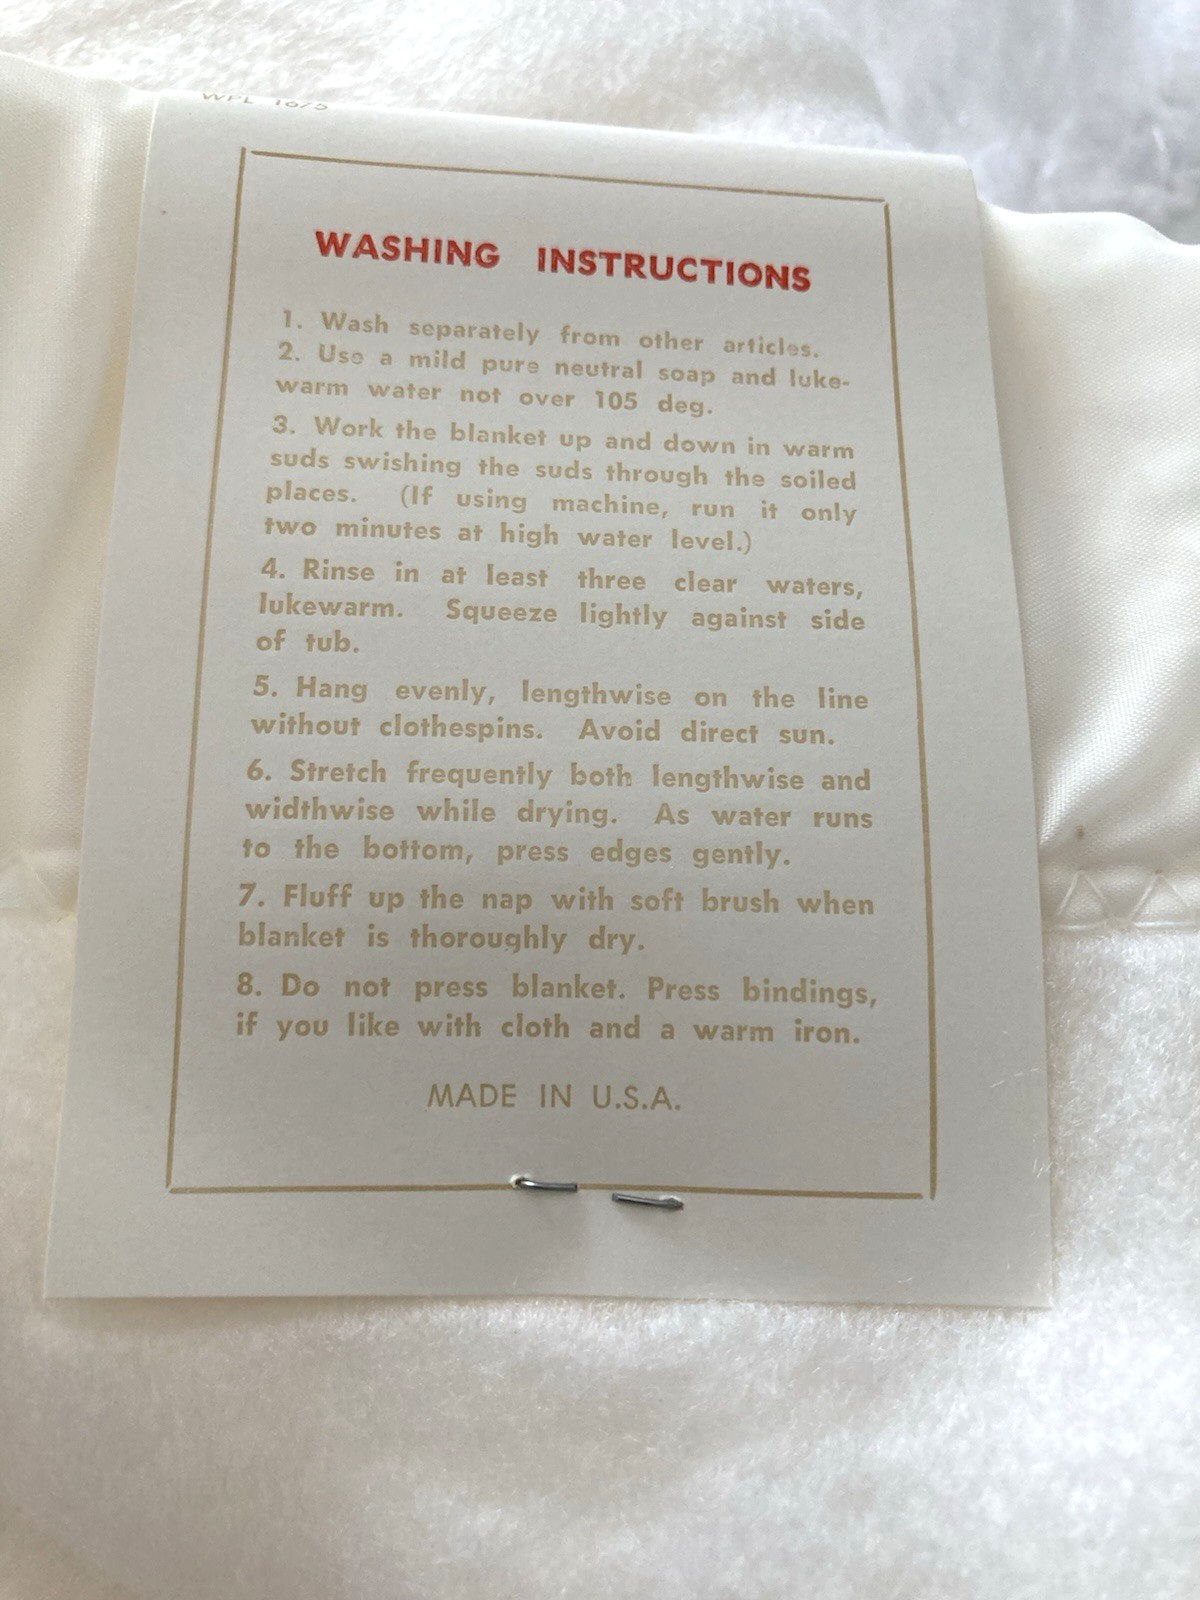 WPL 1675
WASHING INSTRUCTIONS
1. Wash separately from other articles.
2. Use a mild pure neutral soap and luke-
warm water not over 105 deg.
3. Work the blanket up and down in warm
suds swishing the suds through the soiled
places. (If using machine, run it only
two minutes at high water level.)
4. Rinse in at least three clear waters,
lukewarm. Squeeze lightly against side
of tub.
5. Hang evenly, lengthwise on the line
without clothespins. Avoid direct sun.
6. Stretch frequently both lengthwise and
widthwise while drying. As water runs
to the bottom, press edges gently.
7. Fluff up the nap with soft brush when
blanket is thoroughly dry.
8. Do not press blanket. Press bindings,
if you like with cloth and a warm iron.
MADE IN U.S.A.